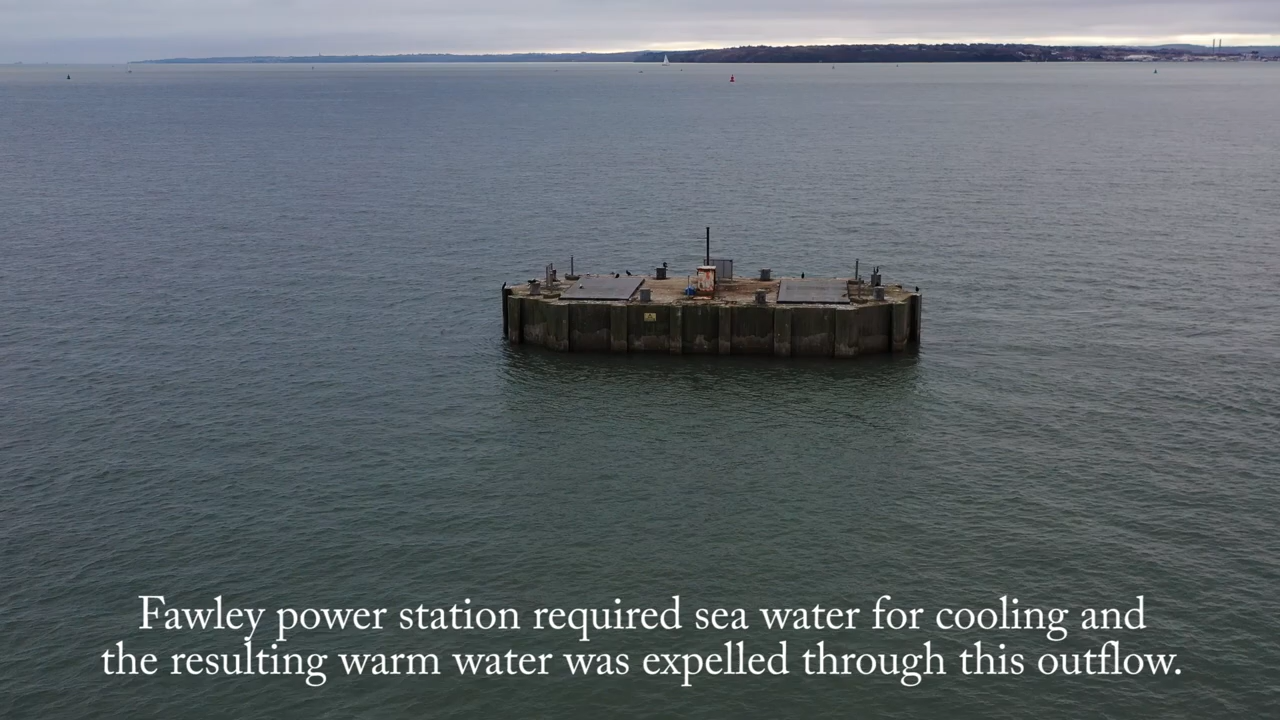 Fawley power station required sea water for cooling and
the resulting warm water was expelled through this outflow.